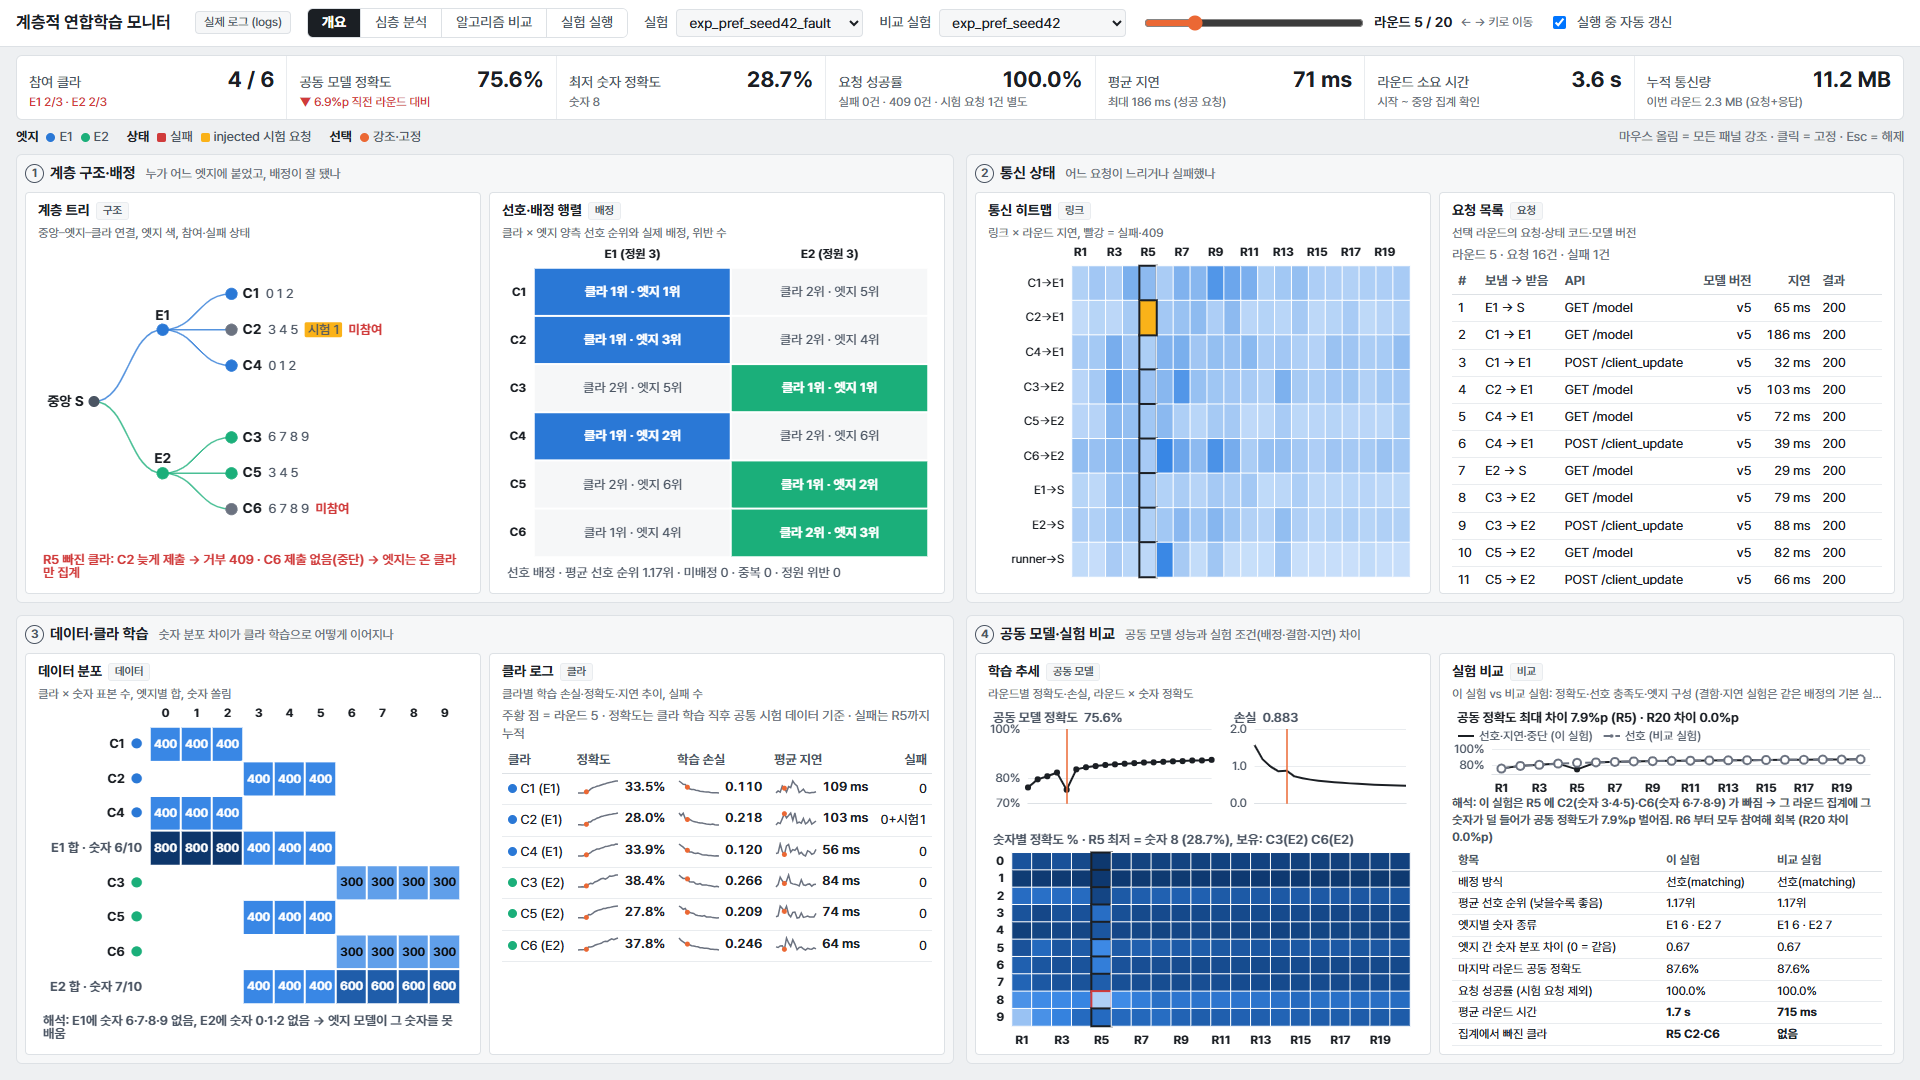 계층적 연합학습 모니터 실제 로그 (logs) 개요 심층 분석 알고리즘 비교 실험 실행 실험 exp_pref_seed42_fault 비교 실험 exp_pref_seed42 라운드 5 / 20 ← → 키로 이동 실행 중 자동 갱신
참여 클라 4 / 6
E1 2/3 · E2 2/3
공동 모델 정확도 75.6%
▼ 6.9%p 직전 라운드 대비
최저 숫자 정확도 28.7%
숫자 8
요청 성공률 100.0%
실패 0건 · 409 0건 · 시험 요청 1건 별도
평균 지연 71 ms
최대 186 ms (성공 요청)
라운드 소요 시간 3.6 s
시작 ~ 중앙 집계 확인
누적 통신량 11.2 MB
이번 라운드 2.3 MB (요청+응답)
엣지 E1 E2 상태 실패 injected 시험 요청 선택 강조·고정
마우스 올림 = 모든 패널 강조 · 클릭 = 고정 · Esc = 해제
1 계층 구조·배정 누가 어느 엣지에 붙었고, 배정이 잘 됐나
계층 트리 구조
중앙–엣지–클라 연결, 엣지 색, 참여·실패 상태
C1 0 1 2
E1
C2 3 4 5 시험 1 미참여
C4 0 1 2
중앙 S
C3 6 7 8 9
E2
C5 3 4 5
C6 6 7 8 9 미참여
R5 빠진 클라: C2 늦게 제출 → 거부 409 · C6 제출 없음(중단) → 엣지는 온 클라
만 집계
선호·배정 행렬 배정
클라 × 엣지 양측 선호 순위와 실제 배정, 위반 수
E1 (정원 3) E2 (정원 3)
C1 클라 1위 · 엣지 1위 클라 2위 · 엣지 5위
C2 클라 1위 · 엣지 3위 클라 2위 · 엣지 4위
C3 클라 2위 · 엣지 5위 클라 1위 · 엣지 1위
C4 클라 1위 · 엣지 2위 클라 2위 · 엣지 6위
C5 클라 2위 · 엣지 6위 클라 1위 · 엣지 2위
C6 클라 1위 · 엣지 4위 클라 2위 · 엣지 3위
선호 배정 · 평균 선호 순위 1.17위 · 미배정 0 · 중복 0 · 정원 위반 0
2 통신 상태 어느 요청이 느리거나 실패했나
통신 히트맵 링크
링크 × 라운드 지연, 빨강 = 실패·409
R1 R3 R5 R7 R9 R11 R13 R15 R17 R19
C1→E1
C2→E1
C4→E1
C3→E2
C5→E2
C6→E2
E1→S
E2→S
runner→S
요청 목록 요청
선택 라운드의 요청·상태 코드·모델 버전
라운드 5 · 요청 16건 · 실패 1건
# 보냄 → 받음 API 모델 버전 지연 결과
1 E1 → S GET /model v5 65 ms 200
2 C1 → E1 GET /model v5 186 ms 200
3 C1 → E1 POST /client_update v5 32 ms 200
4 C2 → E1 GET /model v5 103 ms 200
5 C4 → E1 GET /model v5 72 ms 200
6 C4 → E1 POST /client_update v5 39 ms 200
7 E2 → S GET /model v5 29 ms 200
8 C3 → E2 GET /model v5 79 ms 200
9 C3 → E2 POST /client_update v5 88 ms 200
10 C5 → E2 GET /model v5 82 ms 200
11 C5 → E2 POST /client_update v5 66 ms 200
3 데이터·클라 학습 숫자 분포 차이가 클라 학습으로 어떻게 이어지나
데이터 분포 데이터
클라 × 숫자 표본 수, 엣지별 합, 숫자 쏠림
0 1 2 3 4 5 6 7 8 9
C1 400 400 400
C2 400 400 400
C4 400 400 400
E1 합 · 숫자 6/10 800 800 800 400 400 400
C3 300 300 300 300
C5 400 400 400
C6 300 300 300 300
E2 합 · 숫자 7/10 400 400 400 600 600 600 600
해석: E1에 숫자 6·7·8·9 없음, E2에 숫자 0·1·2 없음 → 엣지 모델이 그 숫자를 못
배움
클라 로그 클라
클라별 학습 손실·정확도·지연 추이, 실패 수
주황 점 = 라운드 5 · 정확도는 클라 학습 직후 공통 시험 데이터 기준 · 실패는 R5까지
누적
클라 정확도 학습 손실 평균 지연 실패
C1 (E1) 33.5% 0.110 109 ms 0
C2 (E1) 28.0% 0.218 103 ms 0+시험1
C4 (E1) 33.9% 0.120 56 ms 0
C3 (E2) 38.4% 0.266 84 ms 0
C5 (E2) 27.8% 0.209 74 ms 0
C6 (E2) 37.8% 0.246 64 ms 0
4 공동 모델·실험 비교 공동 모델 성능과 실험 조건(배정·결함·지연) 차이
학습 추세 공동 모델
라운드별 정확도·손실, 라운드 × 숫자 정확도
공동 모델 정확도 75.6% 손실 0.883
100% 2.0
80% 1.0
70% 0.0
숫자별 정확도 % · R5 최저 = 숫자 8 (28.7%), 보유: C3(E2) C6(E2)
0
1
2
3
4
5
6
7
8
9
R1 R3 R5 R7 R9 R11 R13 R15 R17 R19
실험 비교 비교
이 실험 vs 비교 실험: 정확도·선호 충족도·엣지 구성 (결함·지연 실험은 같은 배정의 기본 실...
공동 정확도 최대 차이 7.9%p (R5) · R20 차이 0.0%p
선호·지연·중단 (이 실험) 선호 (비교 실험)
100%
80%
R1 R3 R5 R7 R9 R11 R13 R15 R17 R19
해석: 이 실험은 R5 에 C2(숫자 3·4·5)·C6(숫자 6·7·8·9) 가 빠짐 → 그 라운드 집계에 그
숫자가 덜 들어가 공동 정확도가 7.9%p 벌어짐. R6 부터 모두 참여해 회복 (R20 차이
0.0%p)
항목 이 실험 비교 실험
배정 방식 선호(matching) 선호(matching)
평균 선호 순위 (낮을수록 좋음) 1.17위 1.17위
엣지별 숫자 종류 E1 6 · E2 7 E1 6 · E2 7
엣지 간 숫자 분포 차이 (0 = 같음) 0.67 0.67
마지막 라운드 공동 정확도 87.6% 87.6%
요청 성공률 (시험 요청 제외) 100.0% 100.0%
평균 라운드 시간 1.7 s 715 ms
집계에서 빠진 클라 R5 C2·C6 없음